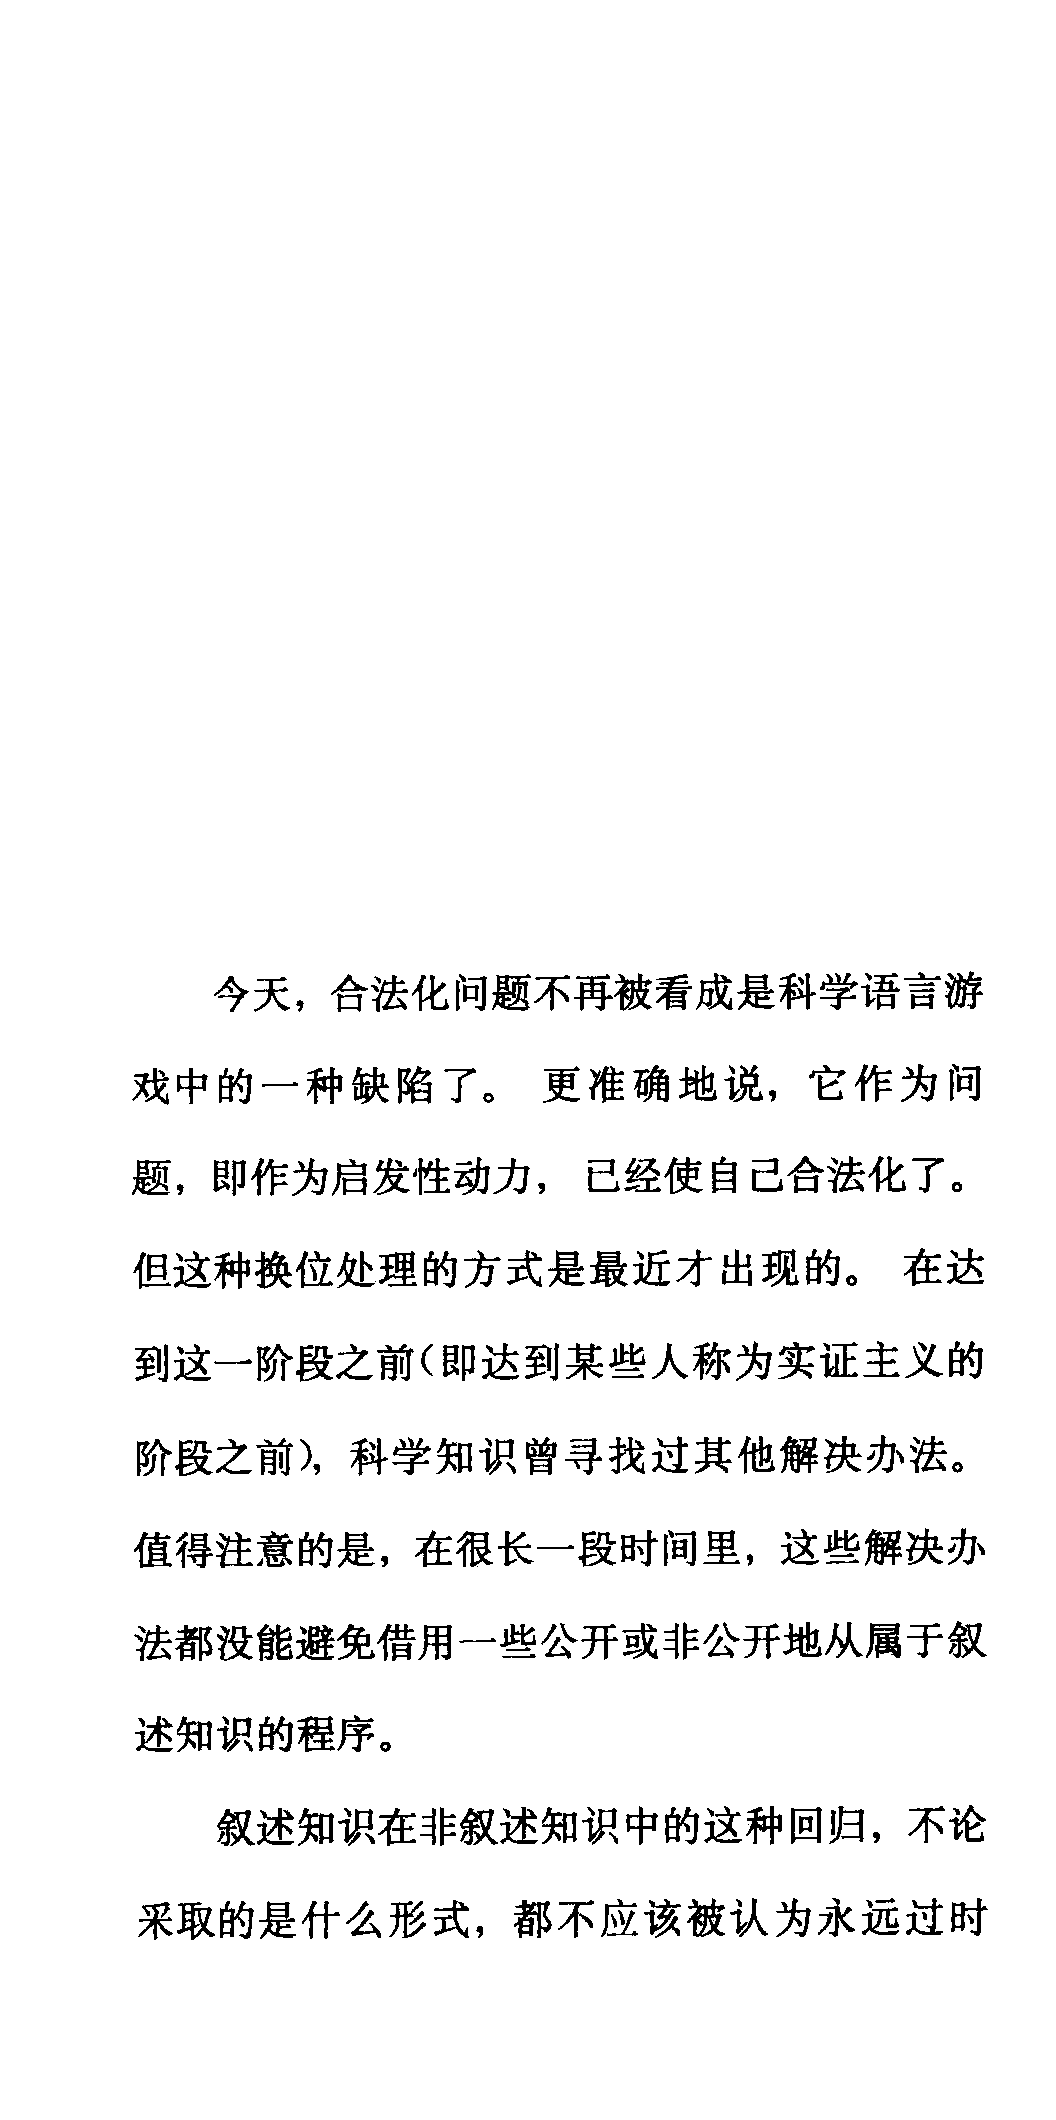 今天，合法化问题不再被看成是科学语言游
戏中的一种缺陷了。 更准确地说，它作为问
题，即作为启发性动力， 已经使自己合法化了。
但这种换位处理的方式是最近才出现的。 在达
到这一阶段之前（即达到某些人称为实证主义的
阶段之前），科学知识曾寻找过其他解决办法。
值得注意的是，在很长一段时间里，这些解决办
法都没能避免借用一些公开或非公开地从属于叙
述知识的程序。
叙述知识在非叙述知识中的这种回归，不论
采取的是什么形式，都不应该被认为永远过时